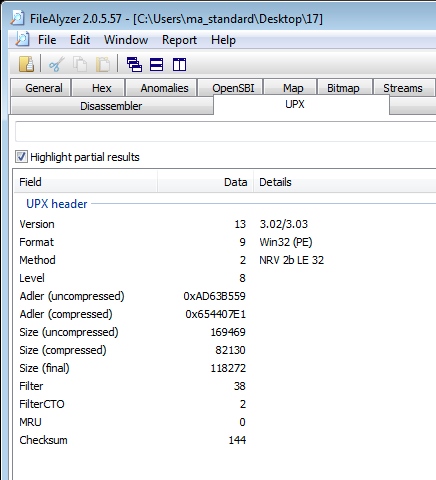 FileAlyzer 2.0.5.57 - [C:\Users\ma_standard\Desktop\17]
File Edit Window Report Help
General Hex Anomalies OpenSBI Map Bitmap Streams
Disassembler UPX
Highlight partial results
Field Data Details
UPX header
Version 13 3.02/3.03
Format 9 Win32 (PE)
Method 2 NRV 2b LE 32
Level 8
Adler (uncompressed) 0xAD63B559
Adler (compressed) 0x654407E1
Size (uncompressed) 169469
Size (compressed) 82130
Size (final) 118272
Filter 38
FilterCTO 2
MRU 0
Checksum 144